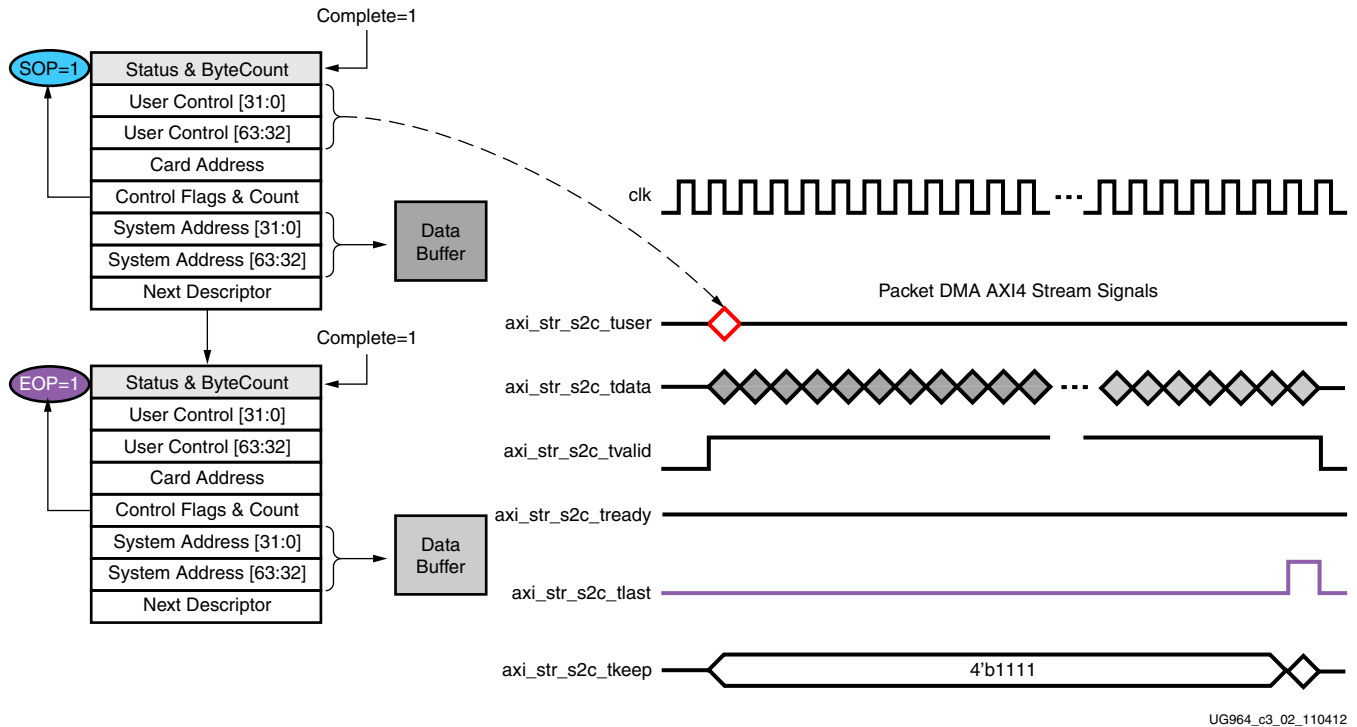 Complete=1
SOP=1
Status & ByteCount
User Control [31:0]
User Control [63:32]
Card Address
Control Flags & Count
System Address [31:0]
System Address [63:32]
Next Descriptor
Data
Buffer
Complete=1
EOP=1
Status & ByteCount
User Control [31:0]
User Control [63:32]
Card Address
Control Flags & Count
System Address [31:0]
System Address [63:32]
Next Descriptor
Data
Buffer
clk
Packet DMA AXI4 Stream Signals
axi_str_s2c_tuser
axi_str_s2c_tdata
axi_str_s2c_tvalid
axi_str_s2c_tready
axi_str_s2c_tlast
axi_str_s2c_tkeep
4'b1111
UG964_c3_02_110412